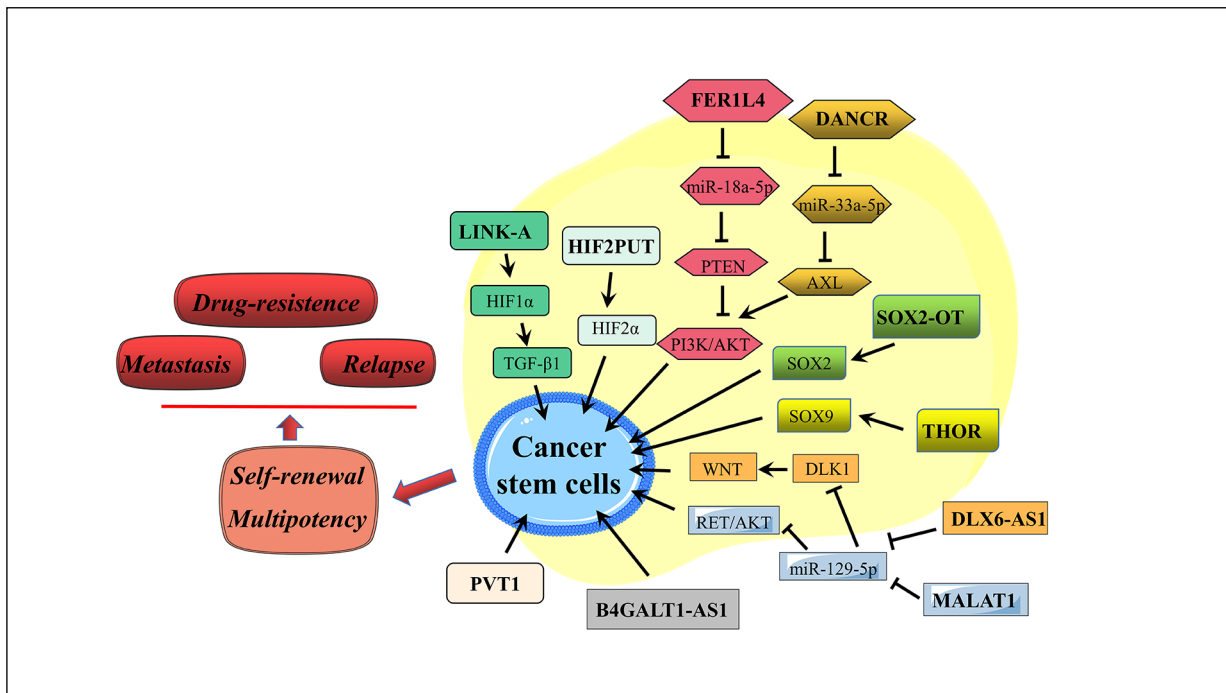 FER1L4
DANCR
miR-18a-5p
miR-33a-5p
LINK-A
HIF2PUT
PTEN
AXL
HIF1α
Drug-resistence
SOX2-OT
HIF2α
PI3K/AKT
Metastasis
Relapse
TGF-β1
SOX2
SOX9
THOR
Cancer
stem cells
WNT
DLK1
Self-renewal
Multipotency
RET/AKT
DLX6-AS1
miR-129-5p
PVT1
B4GALT1-AS1
MALAT1